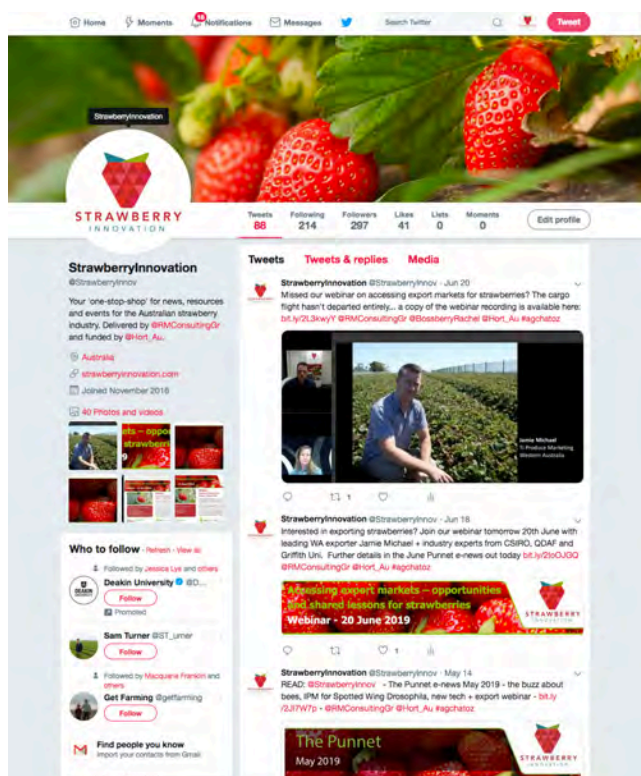 Home Moments 16 Notifications Messages Search Twitter Tweet
StrawberryInnovation
STRAWBERRY
INNOVATION
Tweets Following Followers Likes Lists Moments
88 214 297 41 0 0
Edit profile
StrawberryInnovation
@StrawberryInnov
Your 'one-stop-shop' for news, resources
and events for the Australian strawberry
industry. Delivered by @RMConsultingGr
and funded by @Hort_Au.
Australia
strawberryinnovation.com
Joined November 2016
40 Photos and videos
Who to follow · Refresh · View all
Followed by Jessica Lye and others
Deakin University @D...
Follow
Promoted
Sam Turner @ST_urner
Follow
Followed by Macquarie Franklin and
others
Get Farming @getfarming
Follow
Find people you know
Import your contacts from Gmail
Tweets Tweets & replies Media
StrawberryInnovation @StrawberryInnov · Jun 20
Missed our webinar on accessing export markets for strawberries? The cargo
flight hasn't departed entirely... a copy of the webinar recording is available here:
bit.ly/2L3kwyY @RMConsultingGr @BossberryRachel @Hort_Au #agchatoz
Jamie Michael
Ti Produce Marketing
Western Australia
1
StrawberryInnovation @StrawberryInnov · Jun 18
Interested in exporting strawberries? Join our webinar tomorrow 20th June with
leading WA exporter Jamie Michael + industry experts from CSIRO, QDAF and
Griffith Uni. Further details in the June Punnet e-news out today bit.ly/2toOJGQ
@RMConsultingGr @Hort_Au #agchatoz
Accessing export markets – opportunities
and shared lessons for strawberries
Webinar - 20 June 2019
STRAWBERRY
INNOVATION
1
StrawberryInnovation @StrawberryInnov · May 14
READ: @StrawberryInnov - The Punnet e-news May 2019 - the buzz about
bees, IPM for Spotted Wing Drosophila, new tech + export webinar - bit.ly
/2JI7W7p - @RMConsultingGr @Hort_Au #agchatoz
The Punnet
May 2019
STRAWBERRY
INNOVATION